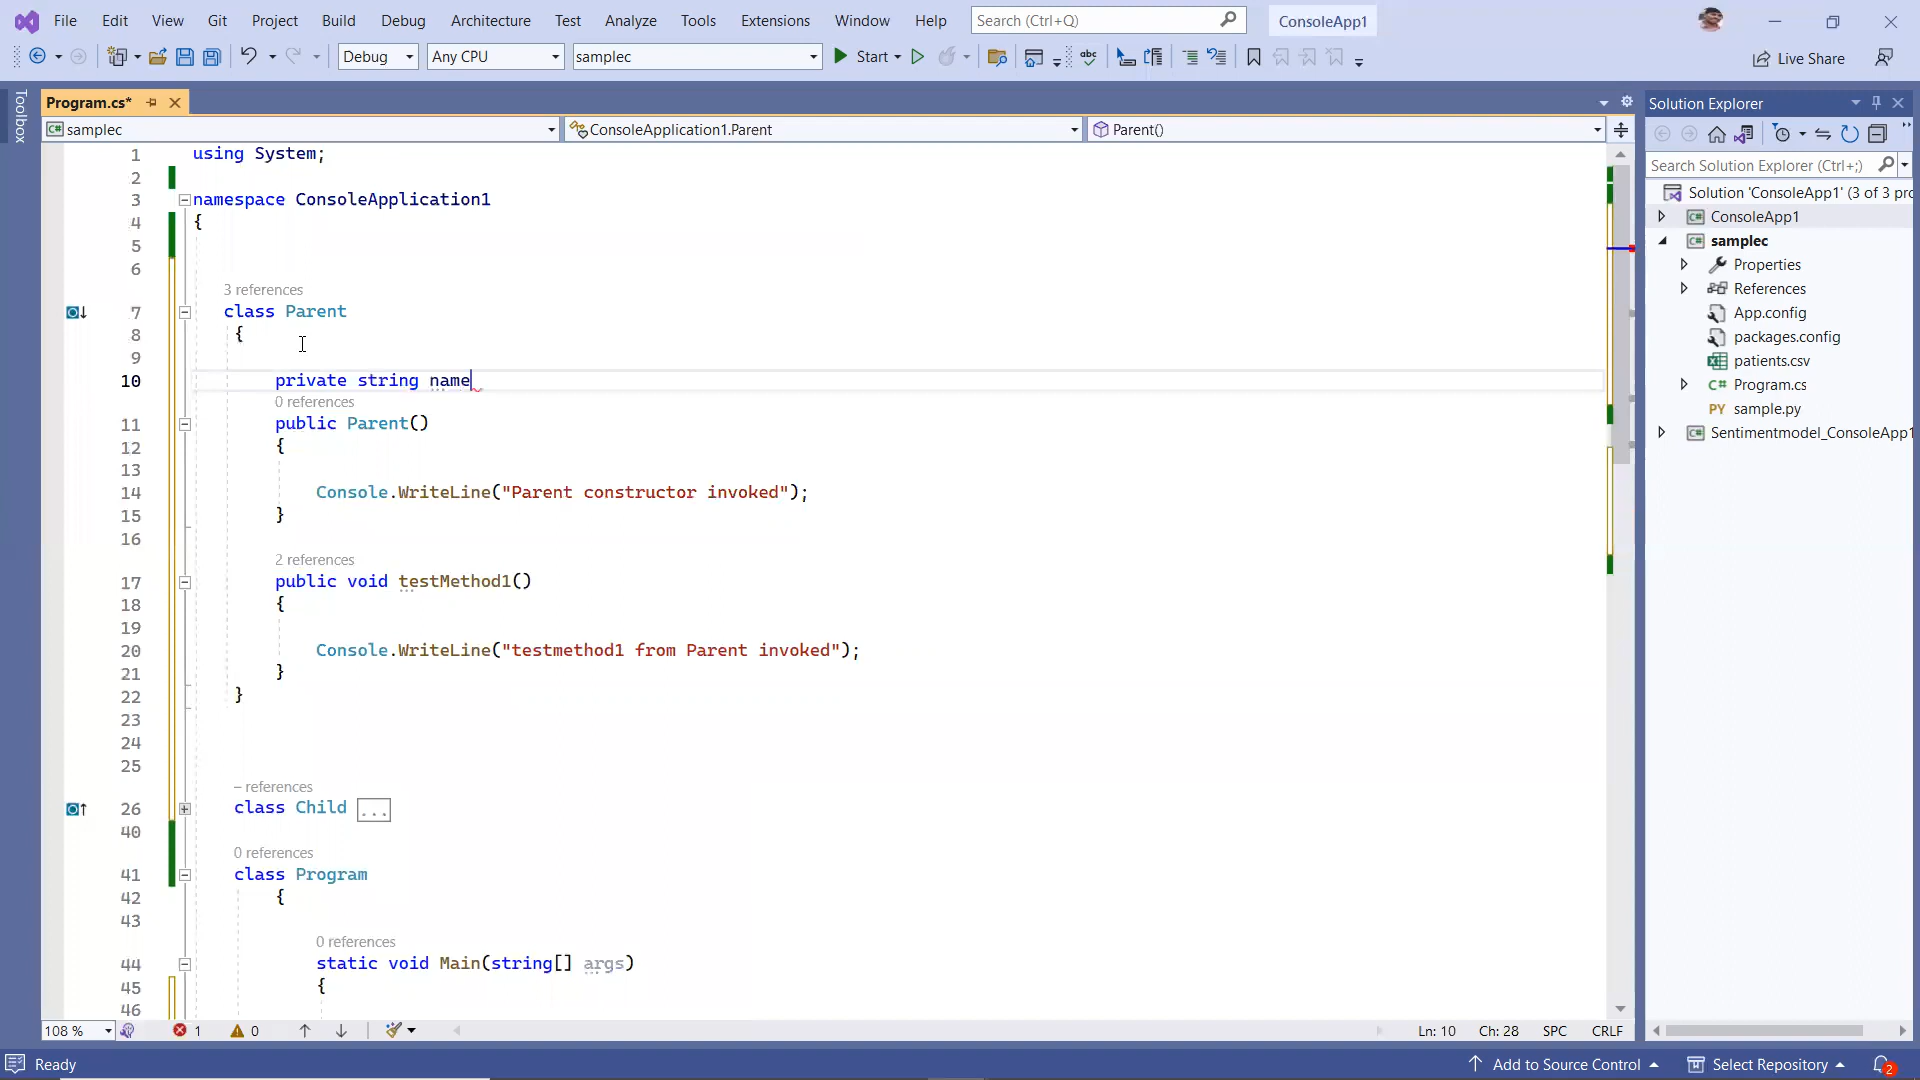 File Edit View Git Project Build Debug Architecture Test Analyze Tools Extensions Window Help Search (Ctrl+Q) ConsoleApp1
Debug Any CPU samplec Start Live Share
Toolbox
Program.cs* Solution Explorer
samplec ConsoleApplication1.Parent Parent()
Search Solution Explorer (Ctrl+;)
Solution 'ConsoleApp1' (3 of 3 pro
ConsoleApp1
samplec
Properties
References
App.config
packages.config
patients.csv
Program.cs
sample.py
Sentimentmodel_ConsoleApp1
1 using System;
2
3 namespace ConsoleApplication1
4 {
5
6
3 references
7 class Parent
8 {
9
10 private string name
0 references
11 public Parent()
12 {
13
14 Console.WriteLine("Parent constructor invoked");
15 }
16
2 references
17 public void testMethod1()
18 {
19
20 Console.WriteLine("testmethod1 from Parent invoked");
21 }
22 }
23
24
25
– references
26 class Child ...
40
0 references
41 class Program
42 {
43
0 references
44 static void Main(string[] args)
45 {
46
108 % 1 0 Ln: 10 Ch: 28 SPC CRLF
Ready Add to Source Control Select Repository 2